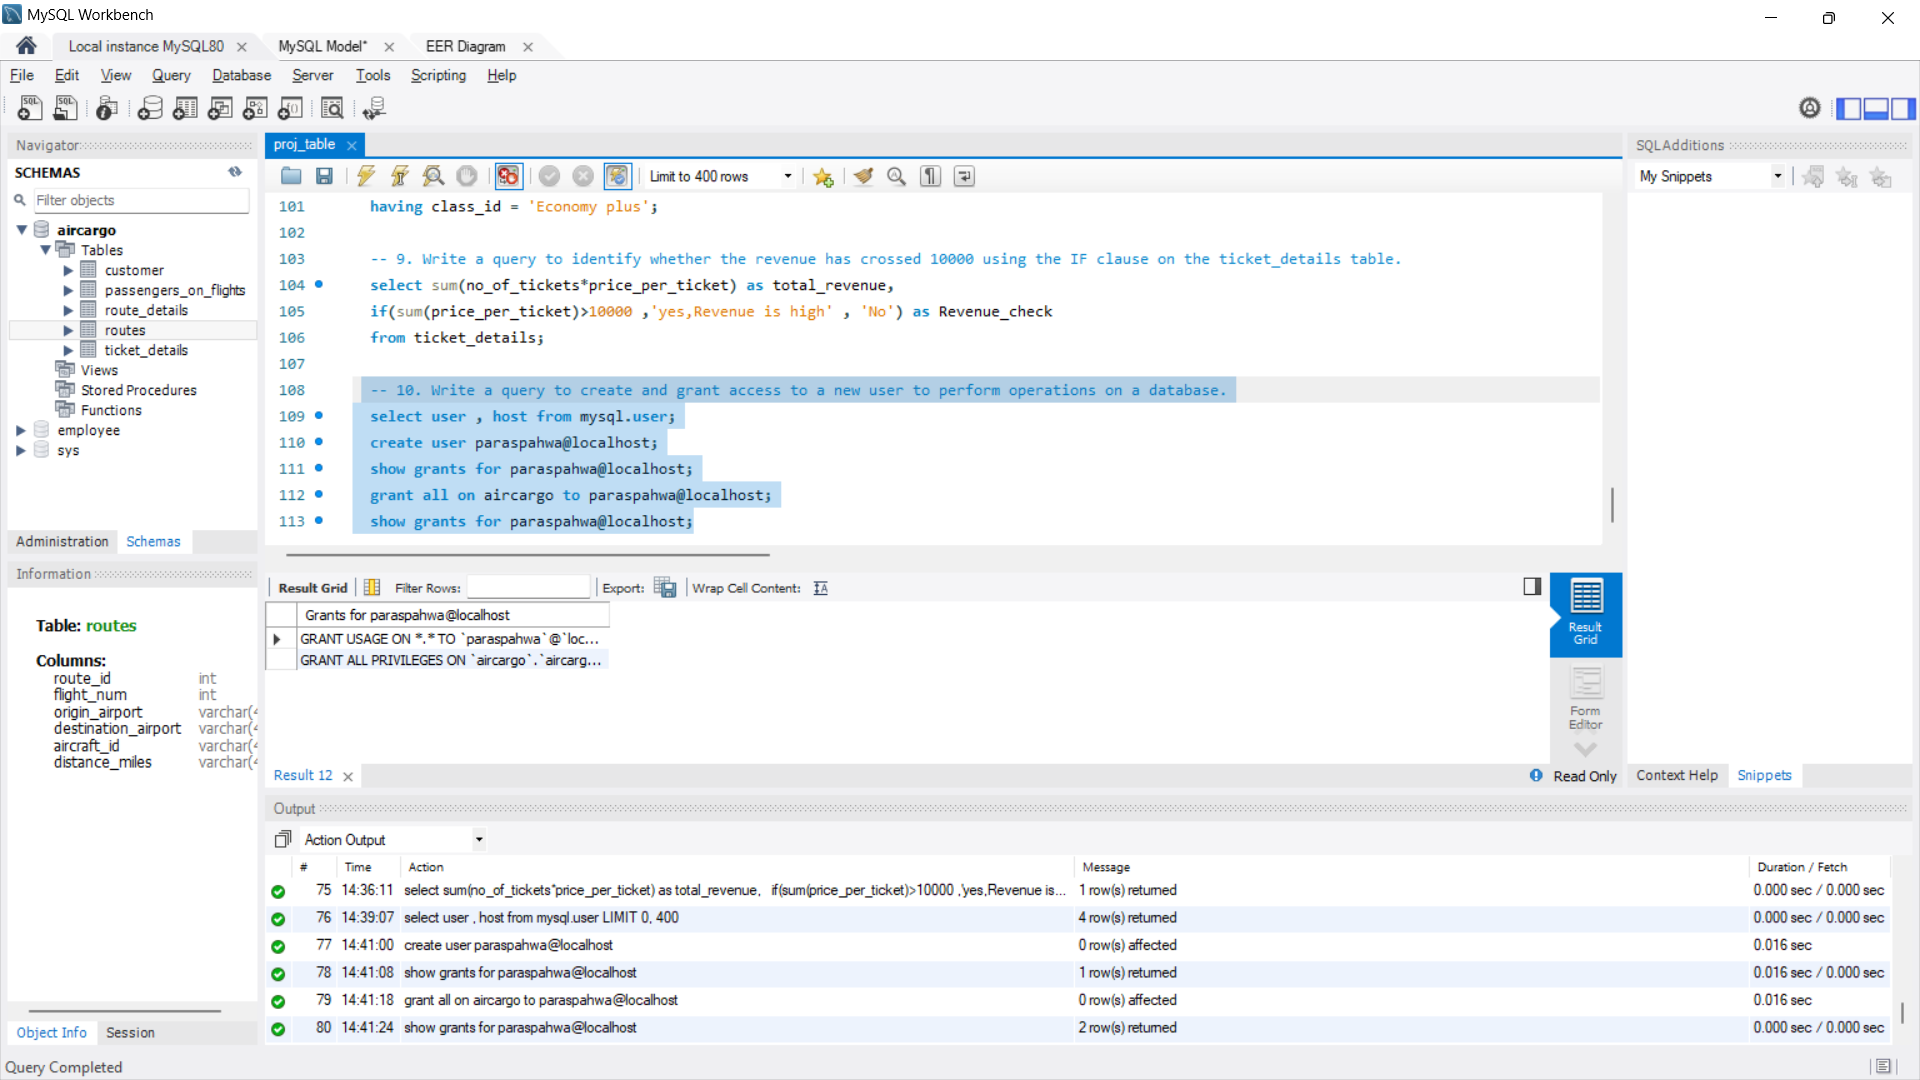 MySQL Workbench
Local instance MySQL80
MySQL Model*
EER Diagram
File Edit View Query Database Server Tools Scripting Help
Navigator
SCHEMAS
Filter objects
aircargo
Tables
customer
passengers_on_flights
route_details
routes
ticket_details
Views
Stored Procedures
Functions
employee
sys
Administration Schemas
Information
Table: routes
Columns:
route_id int
flight_num int
origin_airport varchar(4
destination_airport varchar(4
aircraft_id varchar(4
distance_miles varchar(4
Object Info Session
Query Completed
proj_table
Limit to 400 rows
101 having class_id = 'Economy plus';
102
103 -- 9. Write a query to identify whether the revenue has crossed 10000 using the IF clause on the ticket_details table.
104 select sum(no_of_tickets*price_per_ticket) as total_revenue,
105 if(sum(price_per_ticket)>10000 ,'yes,Revenue is high' , 'No') as Revenue_check
106 from ticket_details;
107
108 -- 10. Write a query to create and grant access to a new user to perform operations on a database.
109 select user , host from mysql.user;
110 create user paraspahwa@localhost;
111 show grants for paraspahwa@localhost;
112 grant all on aircargo to paraspahwa@localhost;
113 show grants for paraspahwa@localhost;
Result Grid Filter Rows: Export: Wrap Cell Content:
Grants for paraspahwa@localhost
GRANT USAGE ON *.* TO `paraspahwa`@`loc...
GRANT ALL PRIVILEGES ON `aircargo`.`aircarg...
Result
Grid
Form
Editor
Result 12
Read Only
SQLAdditions
My Snippets
Context Help Snippets
Output
Action Output
# Time Action Message Duration / Fetch
75 14:36:11 select sum(no_of_tickets*price_per_ticket) as total_revenue, if(sum(price_per_ticket)>10000 ,'yes,Revenue is... 1 row(s) returned 0.000 sec / 0.000 sec
76 14:39:07 select user , host from mysql.user LIMIT 0, 400 4 row(s) returned 0.000 sec / 0.000 sec
77 14:41:00 create user paraspahwa@localhost 0 row(s) affected 0.016 sec
78 14:41:08 show grants for paraspahwa@localhost 1 row(s) returned 0.016 sec / 0.000 sec
79 14:41:18 grant all on aircargo to paraspahwa@localhost 0 row(s) affected 0.016 sec
80 14:41:24 show grants for paraspahwa@localhost 2 row(s) returned 0.000 sec / 0.000 sec